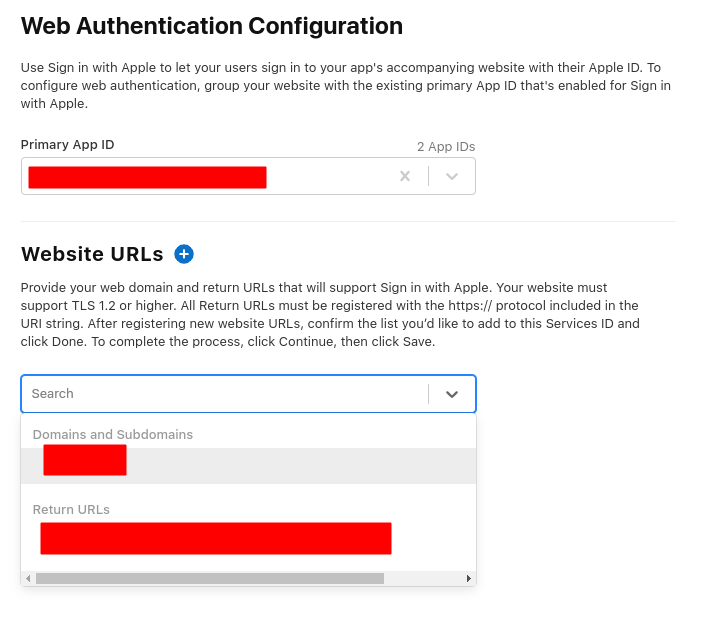 Web Authentication Configuration
Use Sign in with Apple to let your users sign in to your app's accompanying website with their Apple ID. To
configure web authentication, group your website with the existing primary App ID that's enabled for Sign in
with Apple.
Primary App ID
2 App IDs
Website URLs
Provide your web domain and return URLs that will support Sign in with Apple. Your website must
support TLS 1.2 or higher. All Return URLs must be registered with the https:// protocol included in the
URI string. After registering new website URLs, confirm the list you’d like to add to this Services ID and
click Done. To complete the process, click Continue, then click Save.
Search
Domains and Subdomains
Return URLs